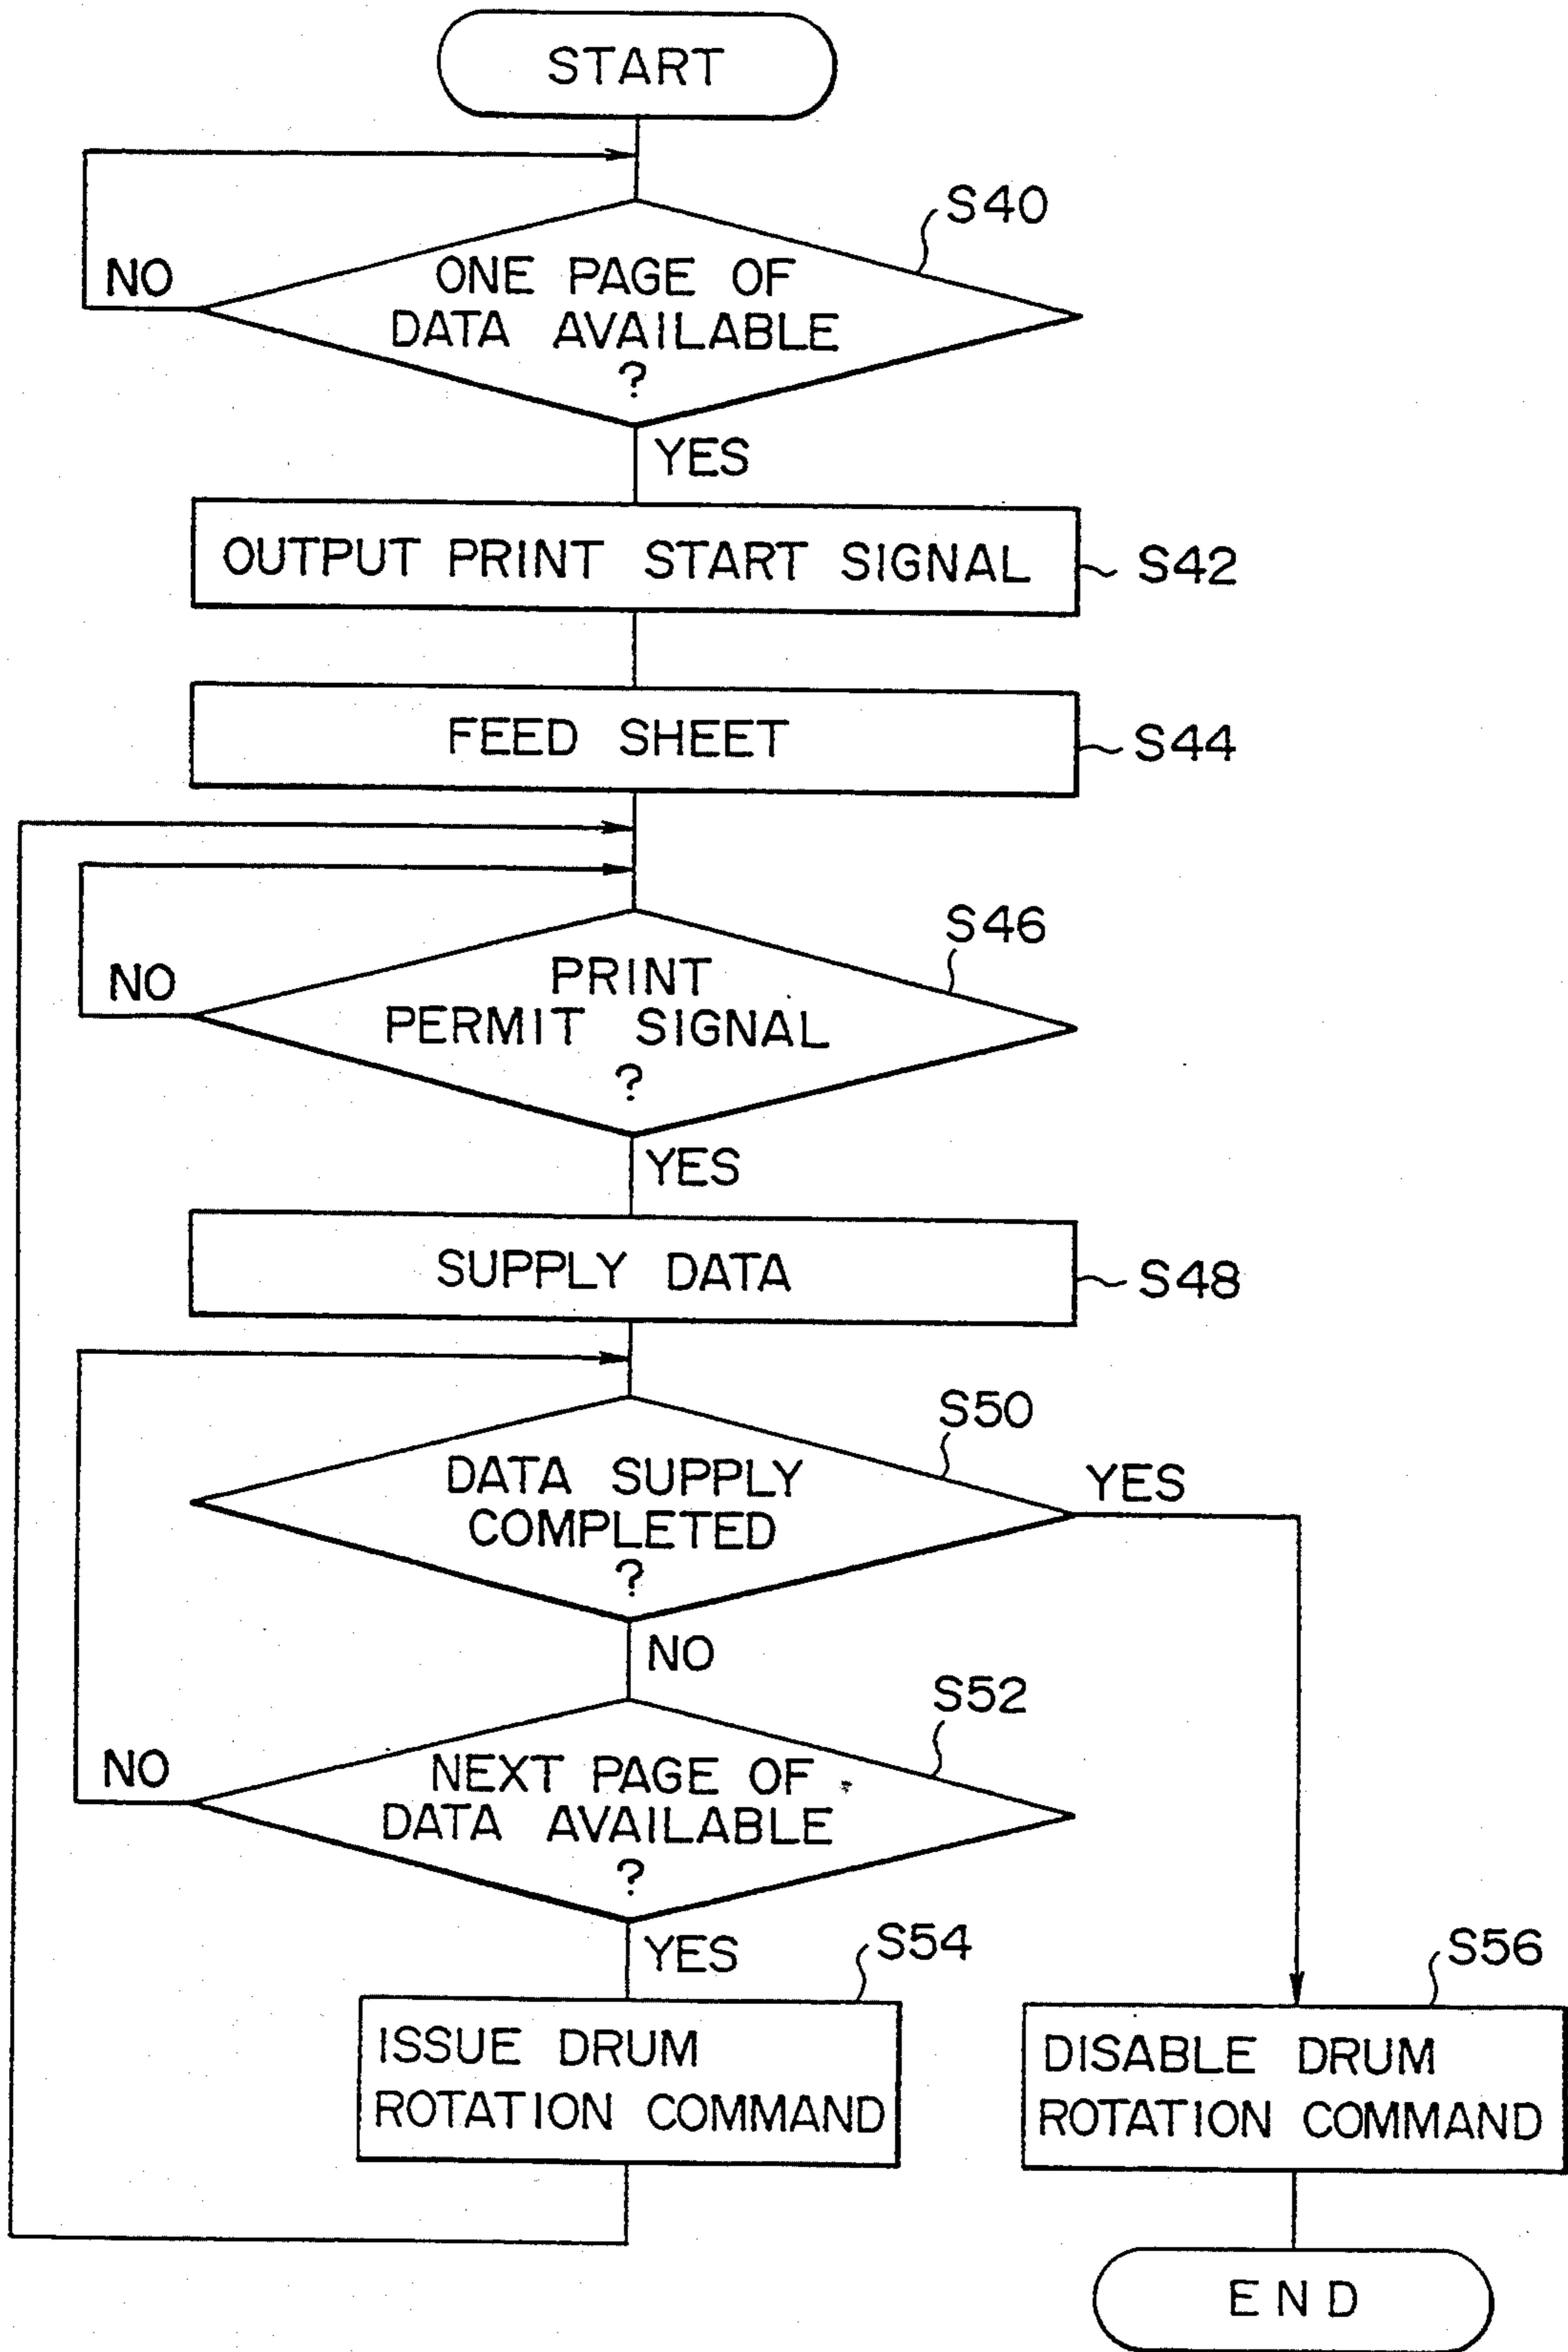 START
S40
NO
ONE PAGE OF
DATA AVAILABLE
?
YES
OUTPUT PRINT START SIGNAL
S42
FEED SHEET
S44
S46
NO
PRINT
PERMIT SIGNAL
?
YES
SUPPLY DATA
S48
S50
DATA SUPPLY
COMPLETED
?
YES
NO
S52
NO
NEXT PAGE OF
DATA AVAILABLE
?
YES
S54
ISSUE DRUM
ROTATION COMMAND
S56
DISABLE DRUM
ROTATION COMMAND
END